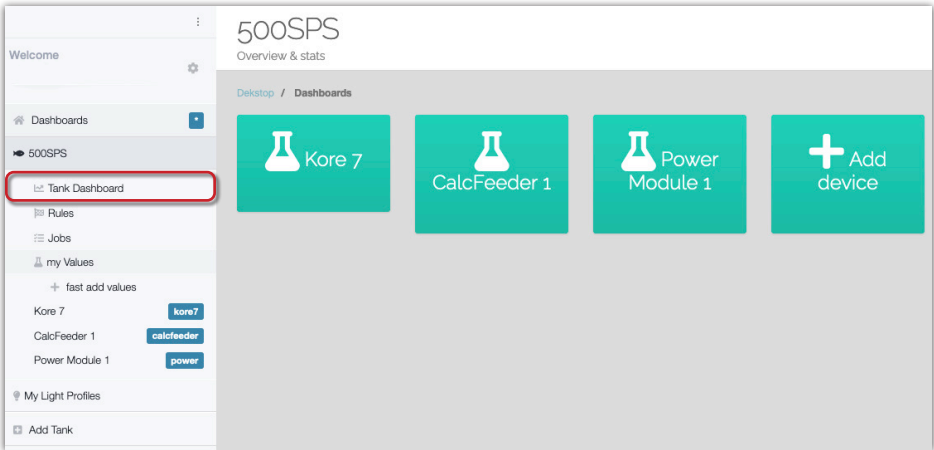 Welcome
Dashboards
*
500SPS
Tank Dashboard
Rules
Jobs
my Values
fast add values
Kore 7 kore7
CalcFeeder 1 calcfeeder
Power Module 1 power
My Light Profiles
Add Tank
500SPS
Overview & stats
Dekstop / Dashboards
Kore 7
CalcFeeder 1
Power
Module 1
Add
device